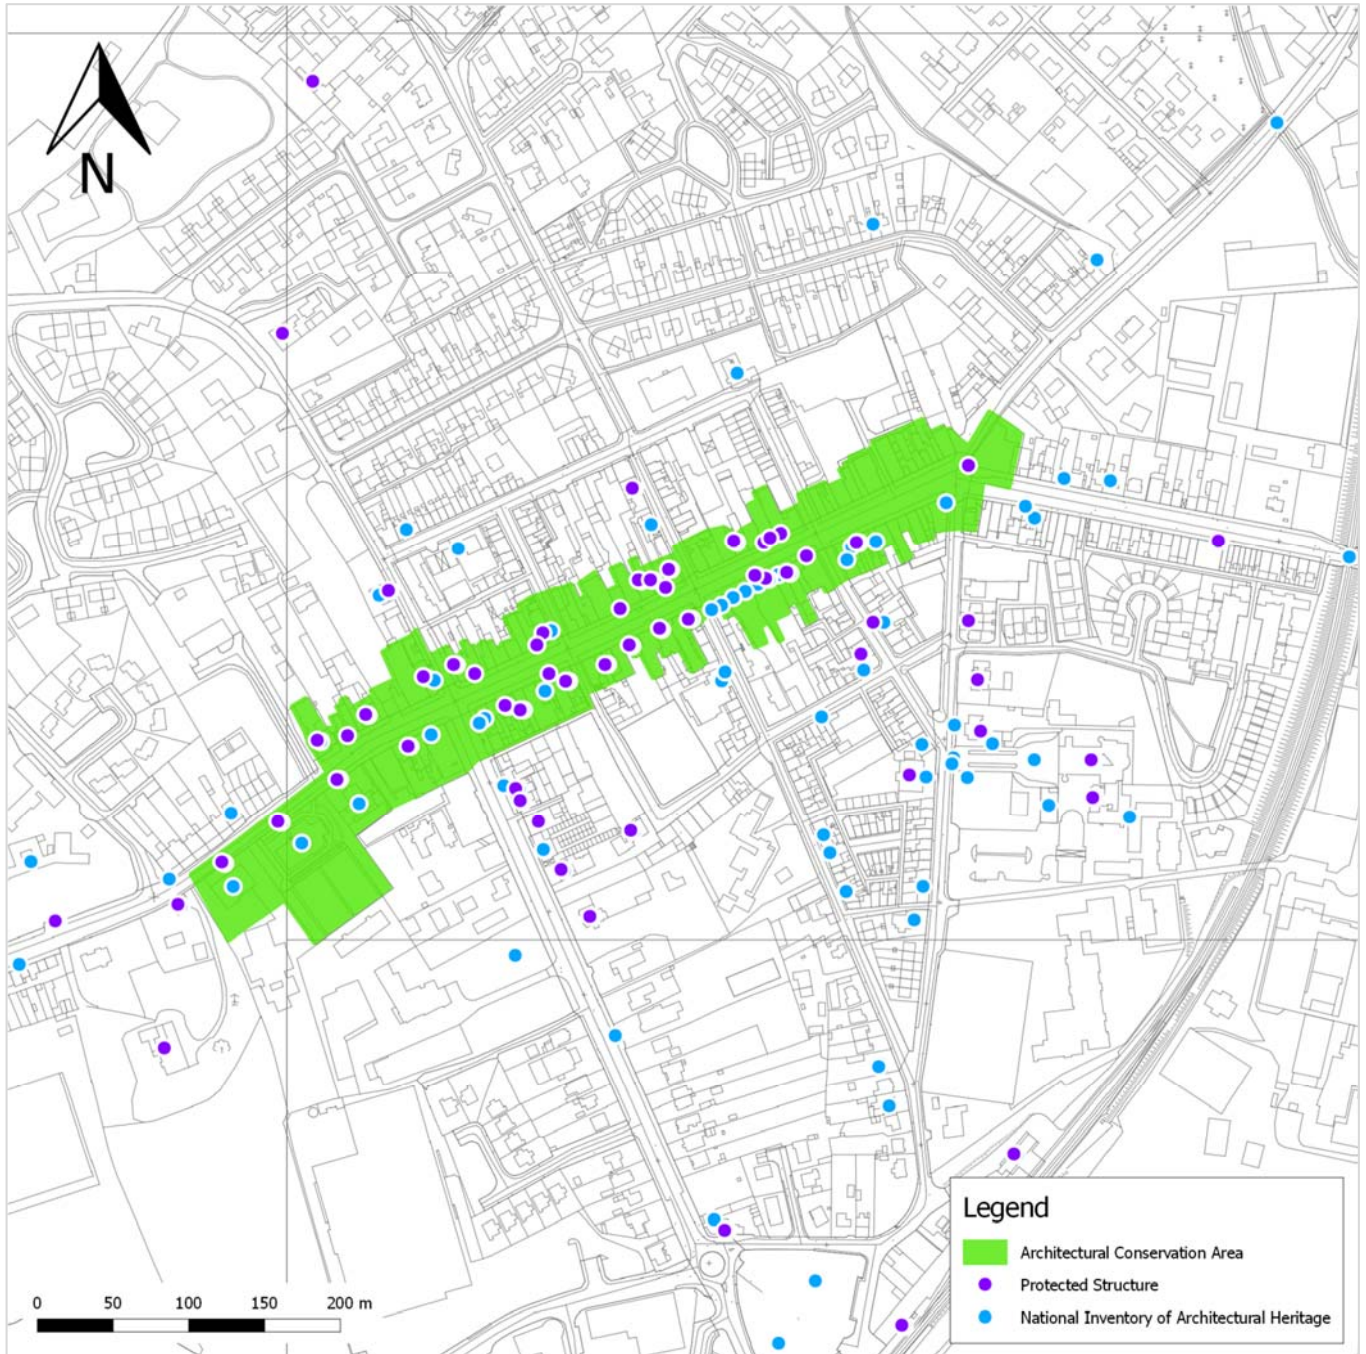 N
Legend
Architectural Conservation Area
Protected Structure
National Inventory of Architectural Heritage
0 50 100 150 200 m